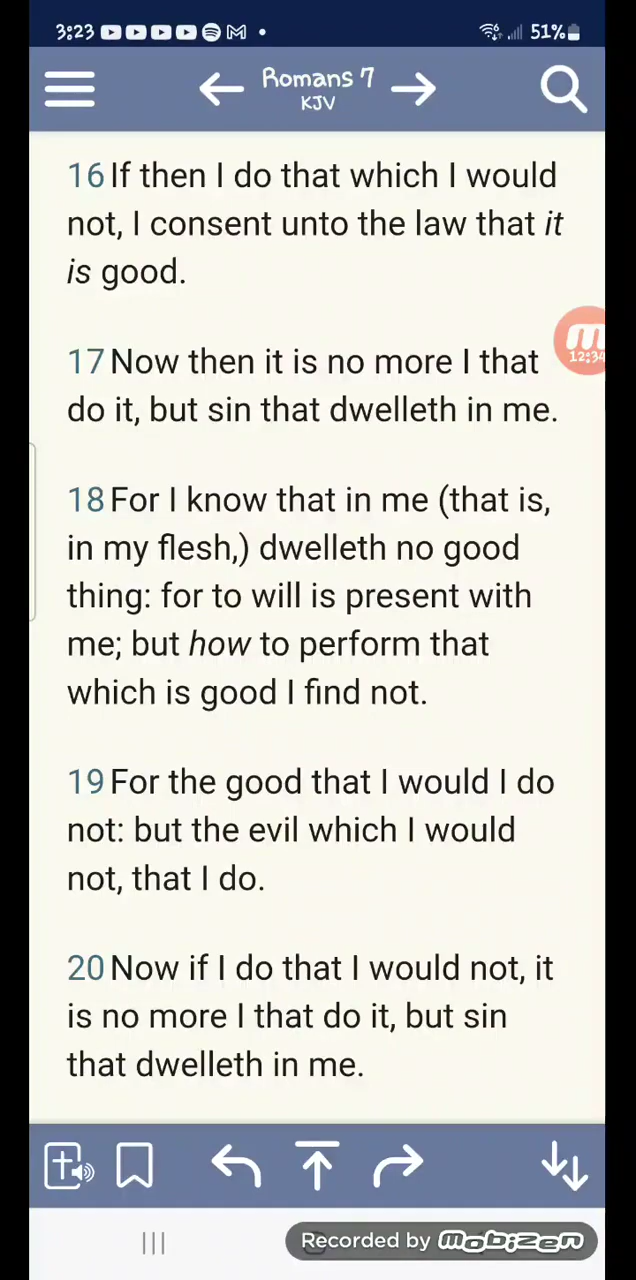 3:23 51%
Romans 7
KJV
16 If then I do that which I would
not, I consent unto the law that it
is good.
12:34
17 Now then it is no more I that
do it, but sin that dwelleth in me.
18 For I know that in me (that is,
in my flesh,) dwelleth no good
thing: for to will is present with
me; but how to perform that
which is good I find not.
19 For the good that I would I do
not: but the evil which I would
not, that I do.
20 Now if I do that I would not, it
is no more I that do it, but sin
that dwelleth in me.
Recorded by mobizen